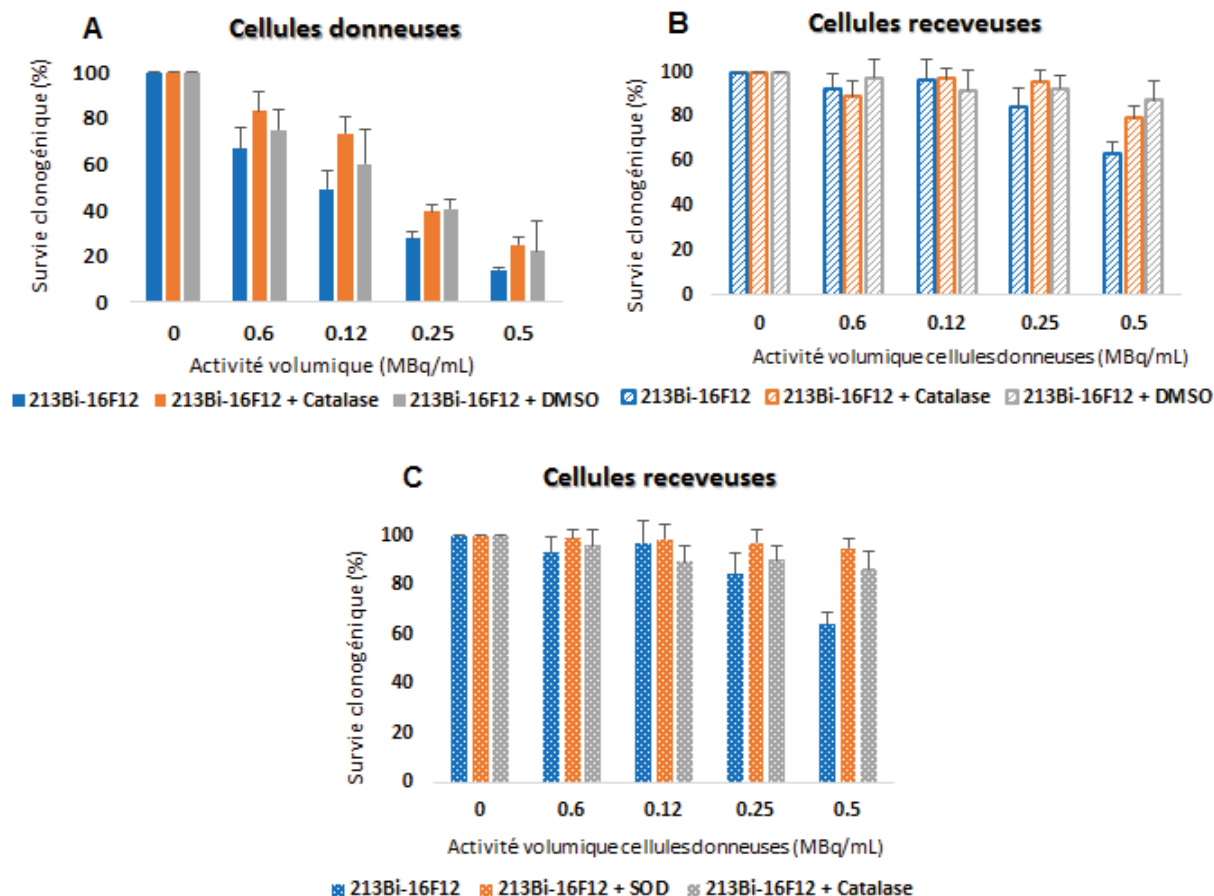 A
Cellules donneuses
Survie clonogénique (%)
100
80
60
40
20
0
0 0.6 0.12 0.25 0.5
Activité volumique (MBq/mL)
213Bi-16F12 213Bi-16F12 + Catalase 213Bi-16F12 + DMSO
B
Cellules receveuses
Survie clonogénique (%)
100
80
60
40
20
0
0 0.6 0.12 0.25 0.5
Activité volumique cellules donneuses (MBq/mL)
213Bi-16F12 213Bi-16F12 + Catalase 213Bi-16F12 + DMSO
C
Cellules receveuses
Survie clonogénique (%)
100
80
60
40
20
0
0 0.6 0.12 0.25 0.5
Activité volumique cellules donneuses (MBq/mL)
213Bi-16F12 213Bi-16F12 + SOD 213Bi-16F12 + Catalase